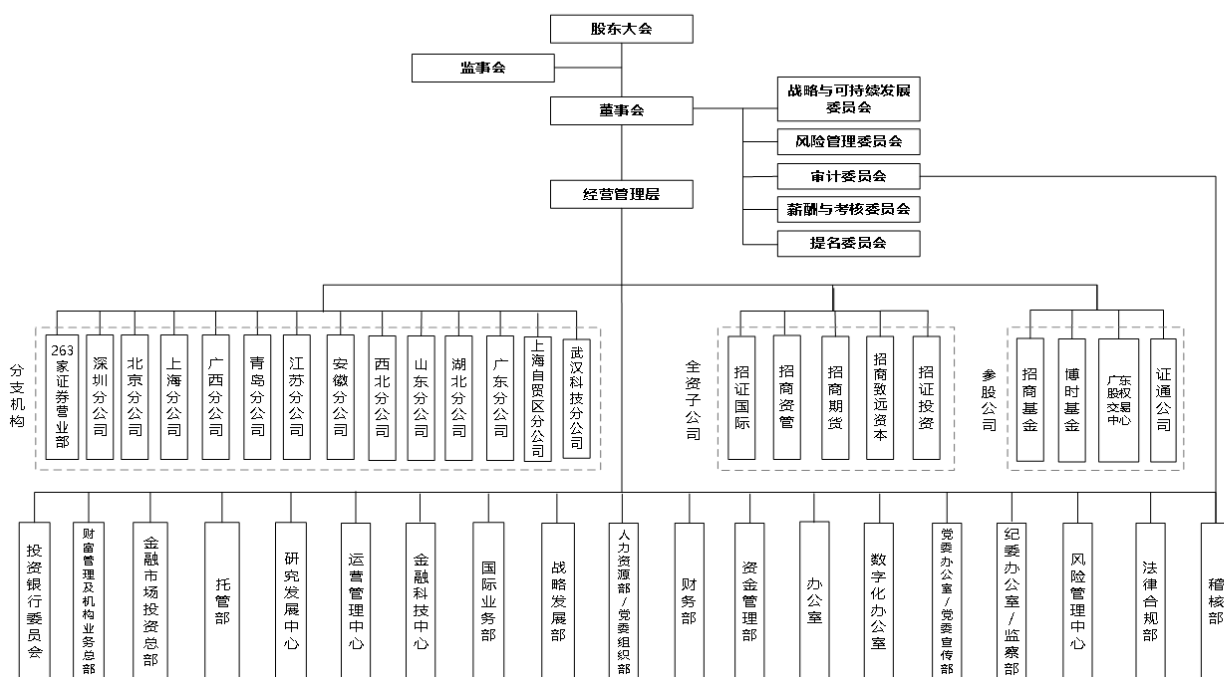 股东大会
监事会
董事会
战略与可持续发展
委员会
风险管理委员会
审计委员会
经营管理层
薪酬与考核委员会
提名委员会
分支机构
263
家证券营业部
深圳分公司
北京分公司
上海分公司
广西分公司
青岛分公司
江苏分公司
安徽分公司
西北分公司
山东分公司
湖北分公司
广东分公司
上海自贸区分公司
武汉科技分公司
全资子公司
招证国际
招商资管
招商期货
招商致远资本
招证投资
参股公司
招商基金
博时基金
广东
股权
交易
中心
证通公司
投资银行委员会
财富管理及机构业务总部
金融市场投资总部
托管部
研究发展中心
运营管理中心
金融科技中心
国际业务部
战略发展部
人力资源部/党委组织部
财务部
资金管理部
办公室
数字化办公室
党委办公室/党委宣传部
纪委办公室/监察部
风险管理中心
法律合规部
稽核部